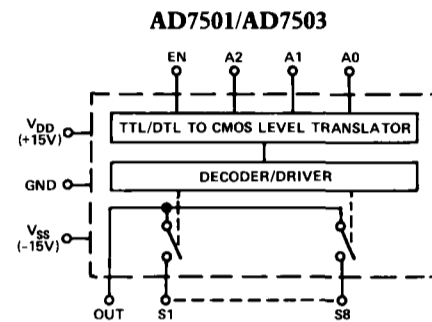 AD7501/AD7503
EN A2 A1 A0
VDD
(+15V)
TTL/DTL TO CMOS LEVEL TRANSLATOR
GND
DECODER/DRIVER
VSS
(-15V)
OUT S1 S8